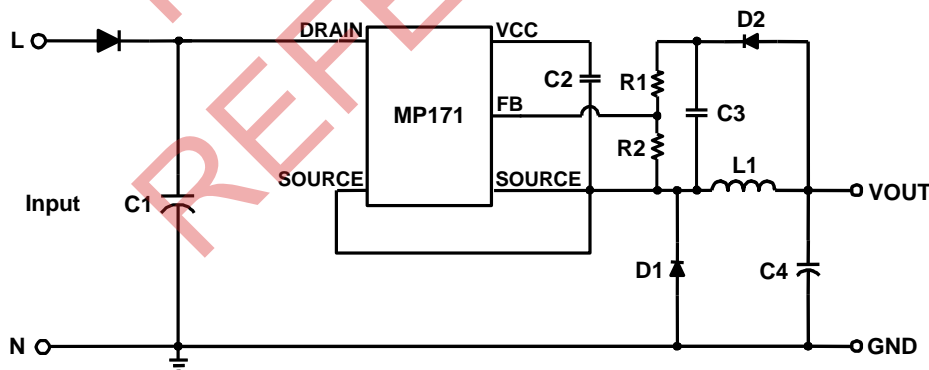 D2
L
DRAIN
VCC
C2
R1
C3
FB
MP171
R2
SOURCE
SOURCE
L1
Input
C1
VOUT
D1
C4
N
GND
REFE